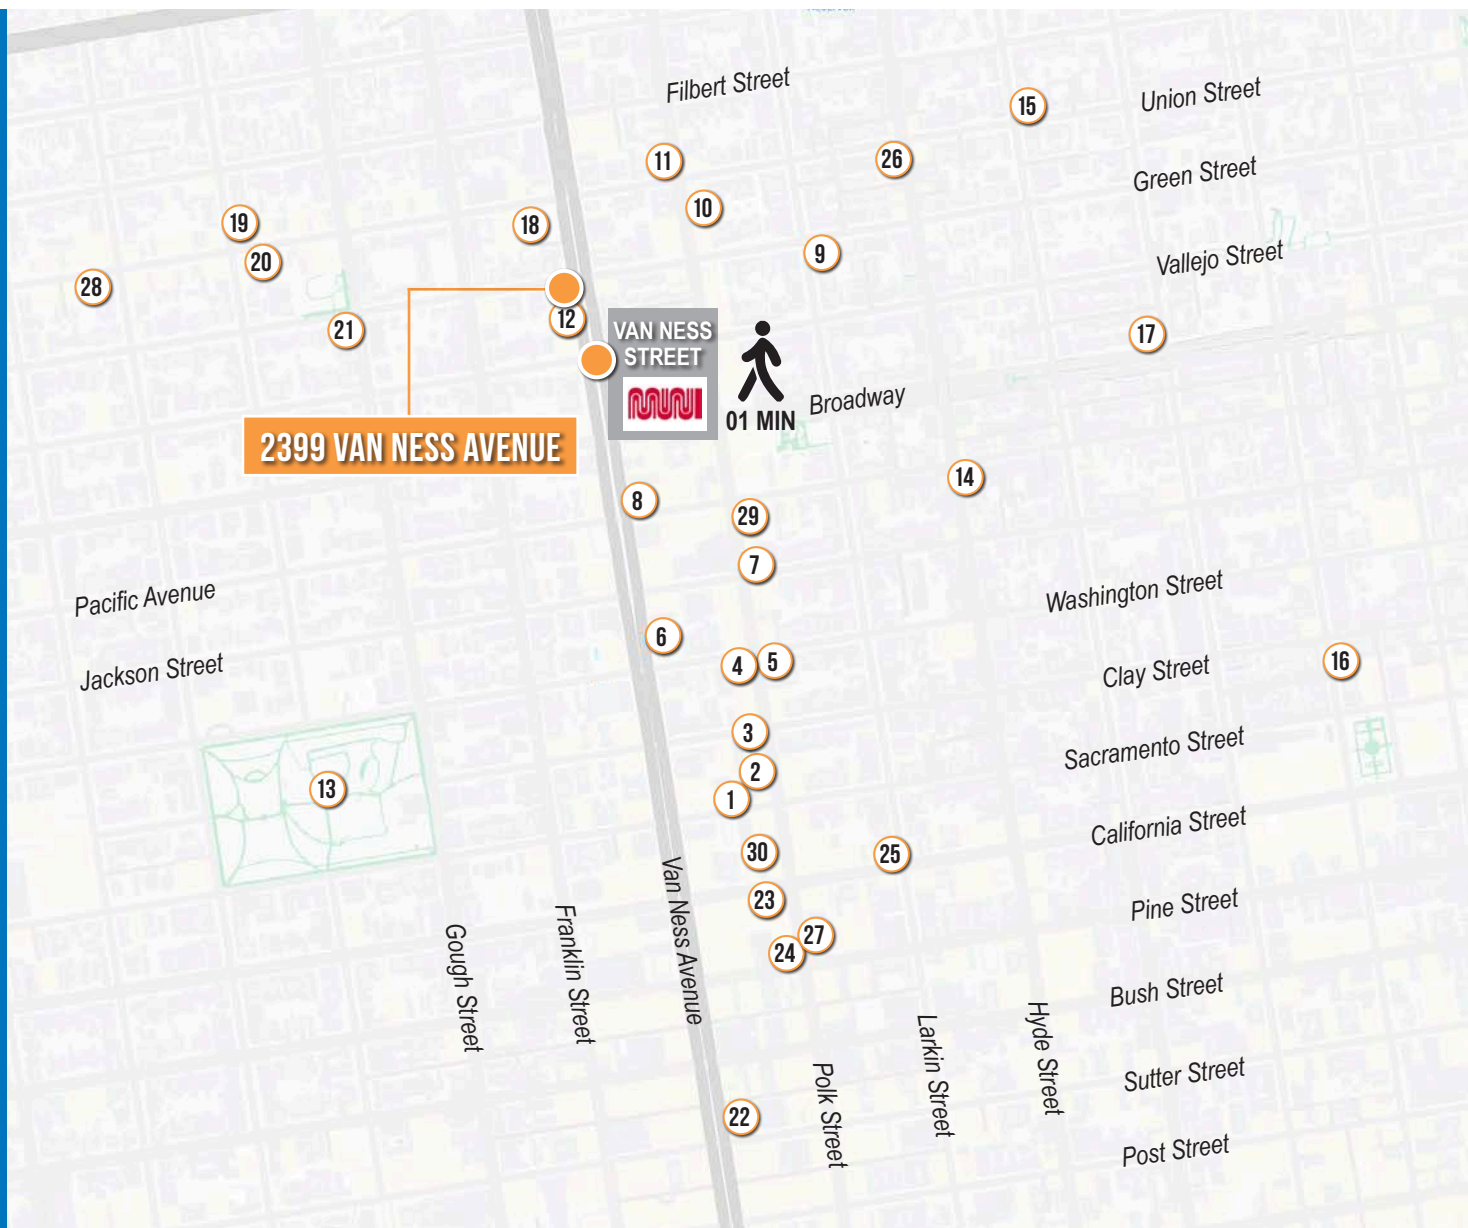 Filbert Street
15
Union Street
11
26
Green Street
10
19
18
20
9
Vallejo Street
28
12
21
VAN NESS
STREET
17
MUNI
Broadway
01 MIN
2399 VAN NESS AVENUE
14
8
29
7
Pacific Avenue
Washington Street
6
4
5
16
Jackson Street
Clay Street
3
Sacramento Street
2
13
1
California Street
30
25
23
Pine Street
27
24
Van Ness Avenue
Franklin Street
Gough Street
Bush Street
Larkin Street
Hyde Street
Sutter Street
Polk Street
22
Post Street